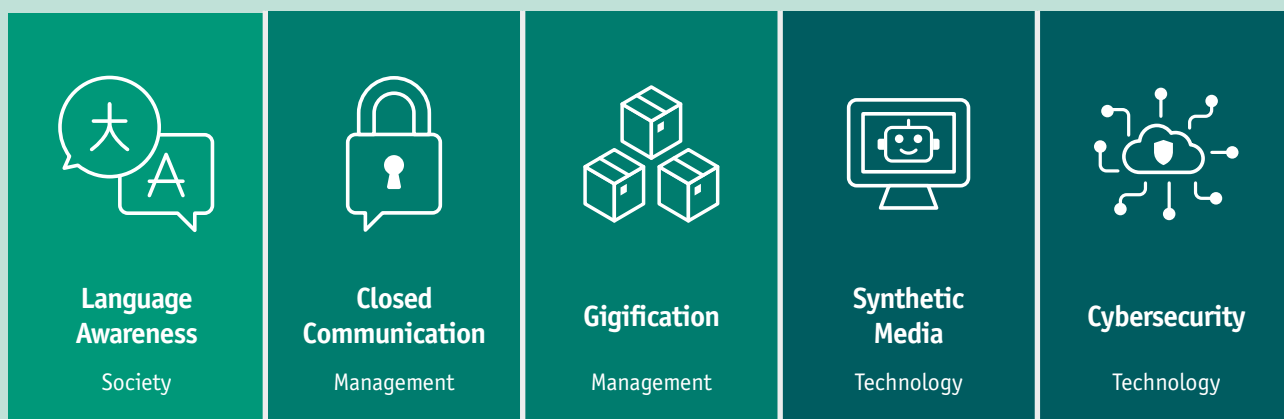 大
A
Language
Awareness
Society
Closed
Communication
Management
Gigification
Management
Synthetic
Media
Technology
Cybersecurity
Technology